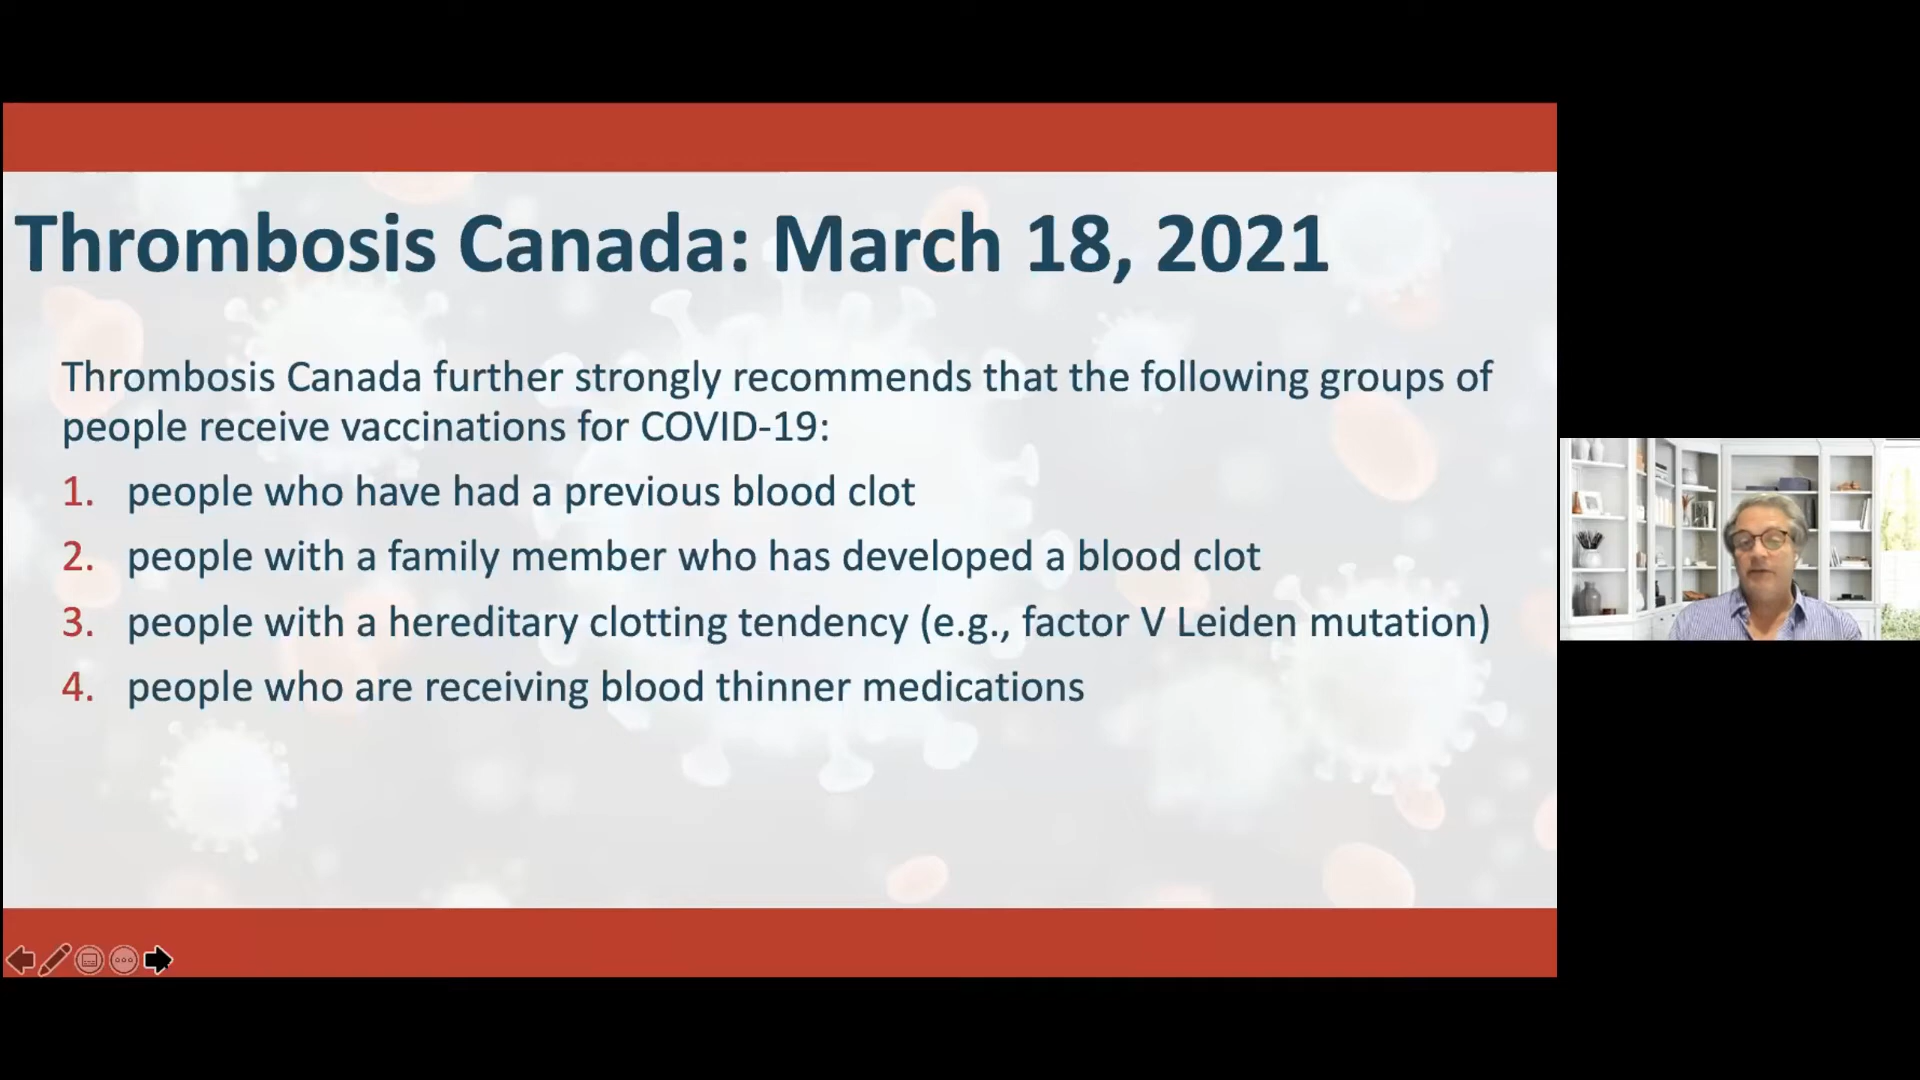 Thrombosis Canada: March 18, 2021
Thrombosis Canada further strongly recommends that the following groups of
people receive vaccinations for COVID-19:
1. people who have had a previous blood clot
2. people with a family member who has developed a blood clot
3. people with a hereditary clotting tendency (e.g., factor V Leiden mutation)
4. people who are receiving blood thinner medications